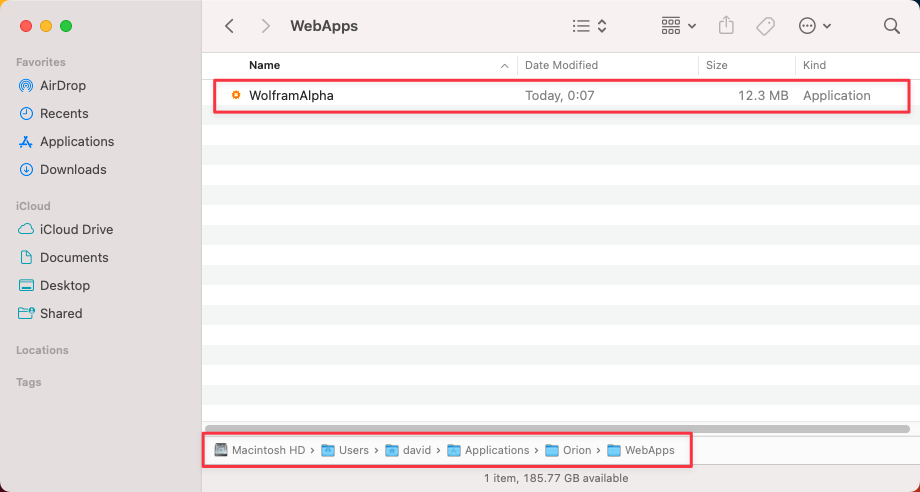 WebApps
Favorites
AirDrop
Recents
Applications
Downloads
iCloud
iCloud Drive
Documents
Desktop
Shared
Locations
Tags
Name Date Modified Size Kind
WolframAlpha Today, 0:07 12.3 MB Application
Macintosh HD › Users › david › Applications › Orion › WebApps
1 item, 185.77 GB available